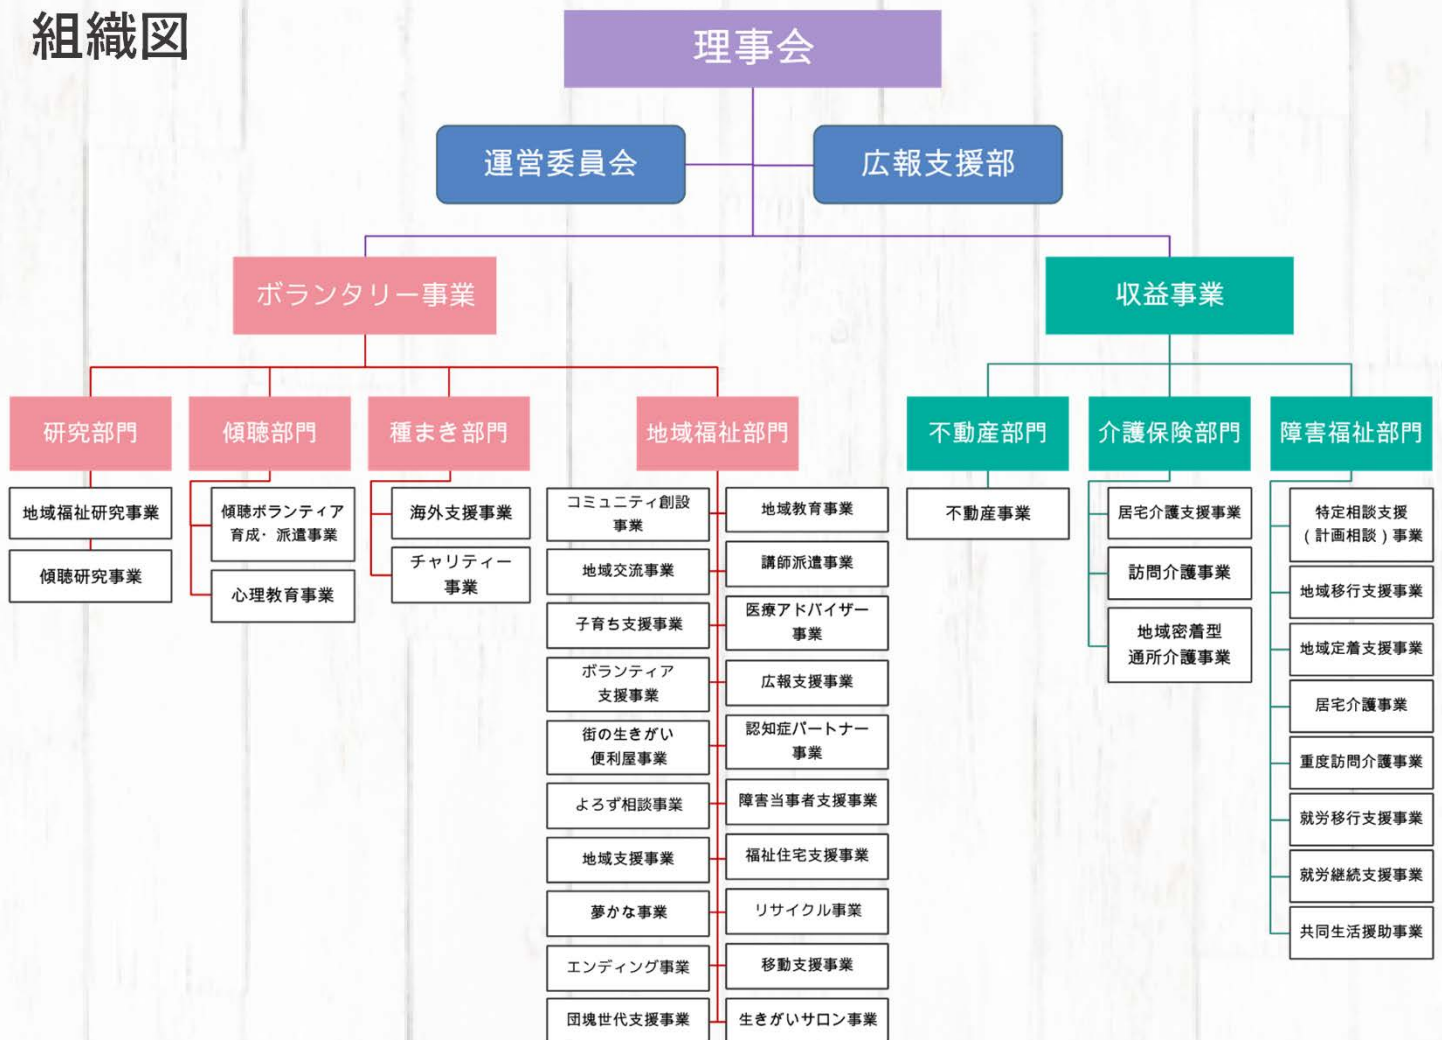 組織図
理事会
運営委員会
広報支援部
ボランタリー事業
収益事業
研究部門
傾聴部門
種まき部門
地域福祉部門
不動産部門
介護保険部門
障害福祉部門
地域福祉研究事業
傾聴研究事業
傾聴ボランティア
育成・派遣事業
心理教育事業
海外支援事業
チャリティー
事業
コミュニティ創設
事業
地域交流事業
子育ち支援事業
ボランティア
支援事業
街の生きがい
便利屋事業
よろず相談事業
地域支援事業
夢かな事業
エンディング事業
団塊世代支援事業
地域教育事業
講師派遣事業
医療アドバイザー
事業
広報支援事業
認知症パートナー
事業
障害当事者支援事業
福祉住宅支援事業
リサイクル事業
移動支援事業
生きがいサロン事業
不動産事業
居宅介護支援事業
訪問介護事業
地域密着型
通所介護事業
特定相談支援
(計画相談)事業
地域移行支援事業
地域定着支援事業
居宅介護事業
重度訪問介護事業
就労移行支援事業
就労継続支援事業
共同生活援助事業